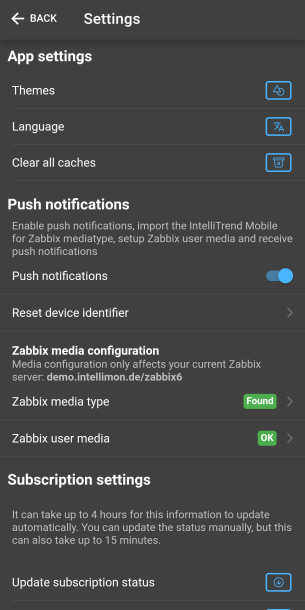 BACK Settings
App settings
Themes
Language
Clear all caches
Push notifications
Enable push notifications, import the IntelliTrend Mobile
for Zabbix mediatype, setup Zabbix user media and receive
push notifications
Push notifications
Reset device identifier
Zabbix media configuration
Media configuration only affects your current Zabbix
server: demo.intellimon.de/zabbix6
Zabbix media type Found
Zabbix user media OK
Subscription settings
It can take up to 4 hours for this information to update
automatically. You can update the status manually, but this
can also take up to 15 minutes.
Update subscription status